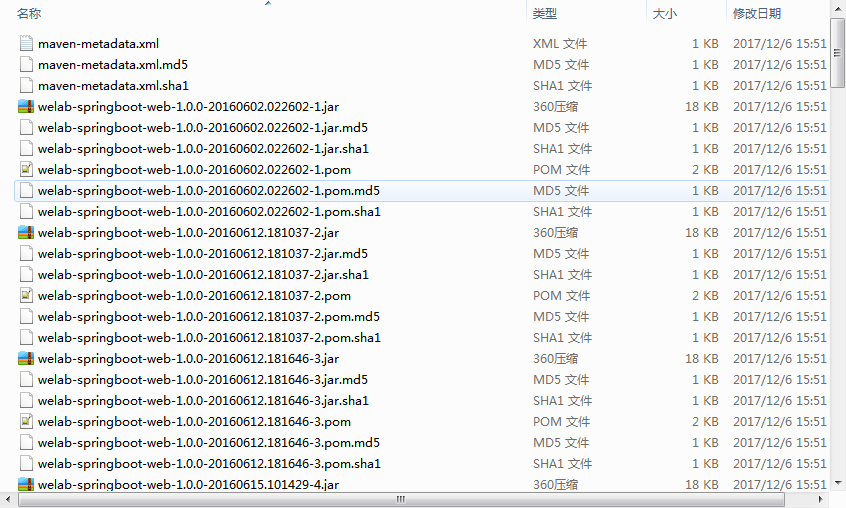 名称 类型 大小 修改日期
maven-metadata.xml XML 文件 1 KB 2017/12/6 15:51
maven-metadata.xml.md5 MD5 文件 1 KB 2017/12/6 15:51
maven-metadata.xml.sha1 SHA1 文件 1 KB 2017/12/6 15:51
welab-springboot-web-1.0.0-20160602.022602-1.jar 360压缩 18 KB 2017/12/6 15:51
welab-springboot-web-1.0.0-20160602.022602-1.jar.md5 MD5 文件 1 KB 2017/12/6 15:51
welab-springboot-web-1.0.0-20160602.022602-1.jar.sha1 SHA1 文件 1 KB 2017/12/6 15:51
welab-springboot-web-1.0.0-20160602.022602-1.pom POM 文件 2 KB 2017/12/6 15:51
welab-springboot-web-1.0.0-20160602.022602-1.pom.md5 MD5 文件 1 KB 2017/12/6 15:51
welab-springboot-web-1.0.0-20160602.022602-1.pom.sha1 SHA1 文件 1 KB 2017/12/6 15:51
welab-springboot-web-1.0.0-20160612.181037-2.jar 360压缩 18 KB 2017/12/6 15:51
welab-springboot-web-1.0.0-20160612.181037-2.jar.md5 MD5 文件 1 KB 2017/12/6 15:51
welab-springboot-web-1.0.0-20160612.181037-2.jar.sha1 SHA1 文件 1 KB 2017/12/6 15:51
welab-springboot-web-1.0.0-20160612.181037-2.pom POM 文件 2 KB 2017/12/6 15:51
welab-springboot-web-1.0.0-20160612.181037-2.pom.md5 MD5 文件 1 KB 2017/12/6 15:51
welab-springboot-web-1.0.0-20160612.181037-2.pom.sha1 SHA1 文件 1 KB 2017/12/6 15:51
welab-springboot-web-1.0.0-20160612.181646-3.jar 360压缩 18 KB 2017/12/6 15:51
welab-springboot-web-1.0.0-20160612.181646-3.jar.md5 MD5 文件 1 KB 2017/12/6 15:51
welab-springboot-web-1.0.0-20160612.181646-3.jar.sha1 SHA1 文件 1 KB 2017/12/6 15:51
welab-springboot-web-1.0.0-20160612.181646-3.pom POM 文件 2 KB 2017/12/6 15:51
welab-springboot-web-1.0.0-20160612.181646-3.pom.md5 MD5 文件 1 KB 2017/12/6 15:51
welab-springboot-web-1.0.0-20160612.181646-3.pom.sha1 SHA1 文件 1 KB 2017/12/6 15:51
welab-springboot-web-1.0.0-20160615.101429-4.jar 360压缩 18 KB 2017/12/6 15:51